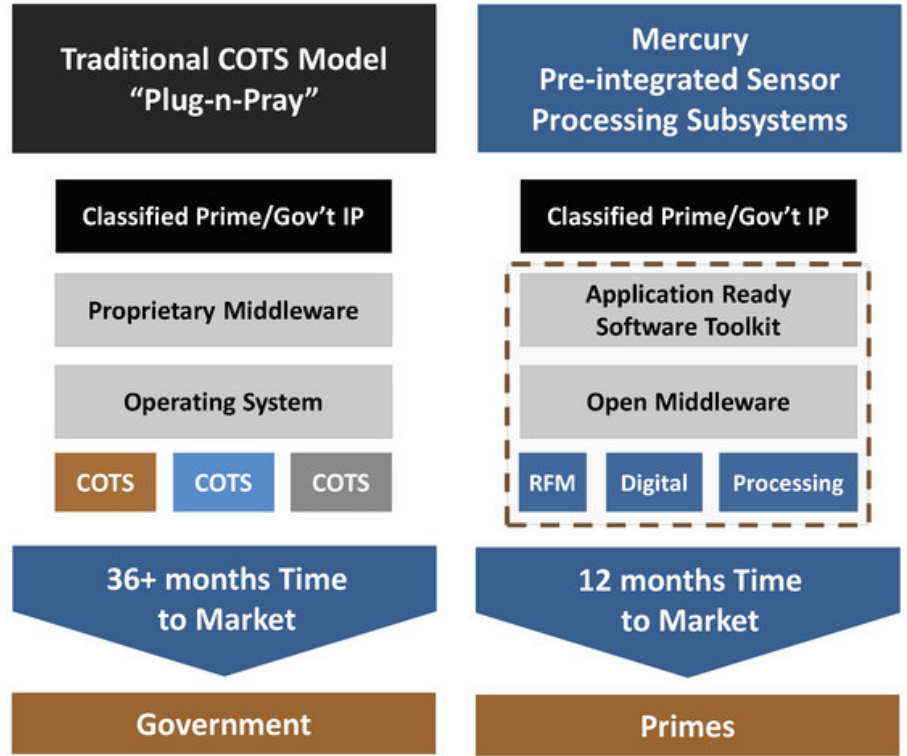 Traditional COTS Model
“Plug-n-Pray”
Classified Prime/Gov’t IP
Proprietary Middleware
Operating System
COTS
COTS
COTS
36+ months Time
to Market
Government
Mercury
Pre-integrated Sensor
Processing Subsystems
Classified Prime/Gov’t IP
Application Ready
Software Toolkit
Open Middleware
RFM
Digital
Processing
12 months Time
to Market
Primes